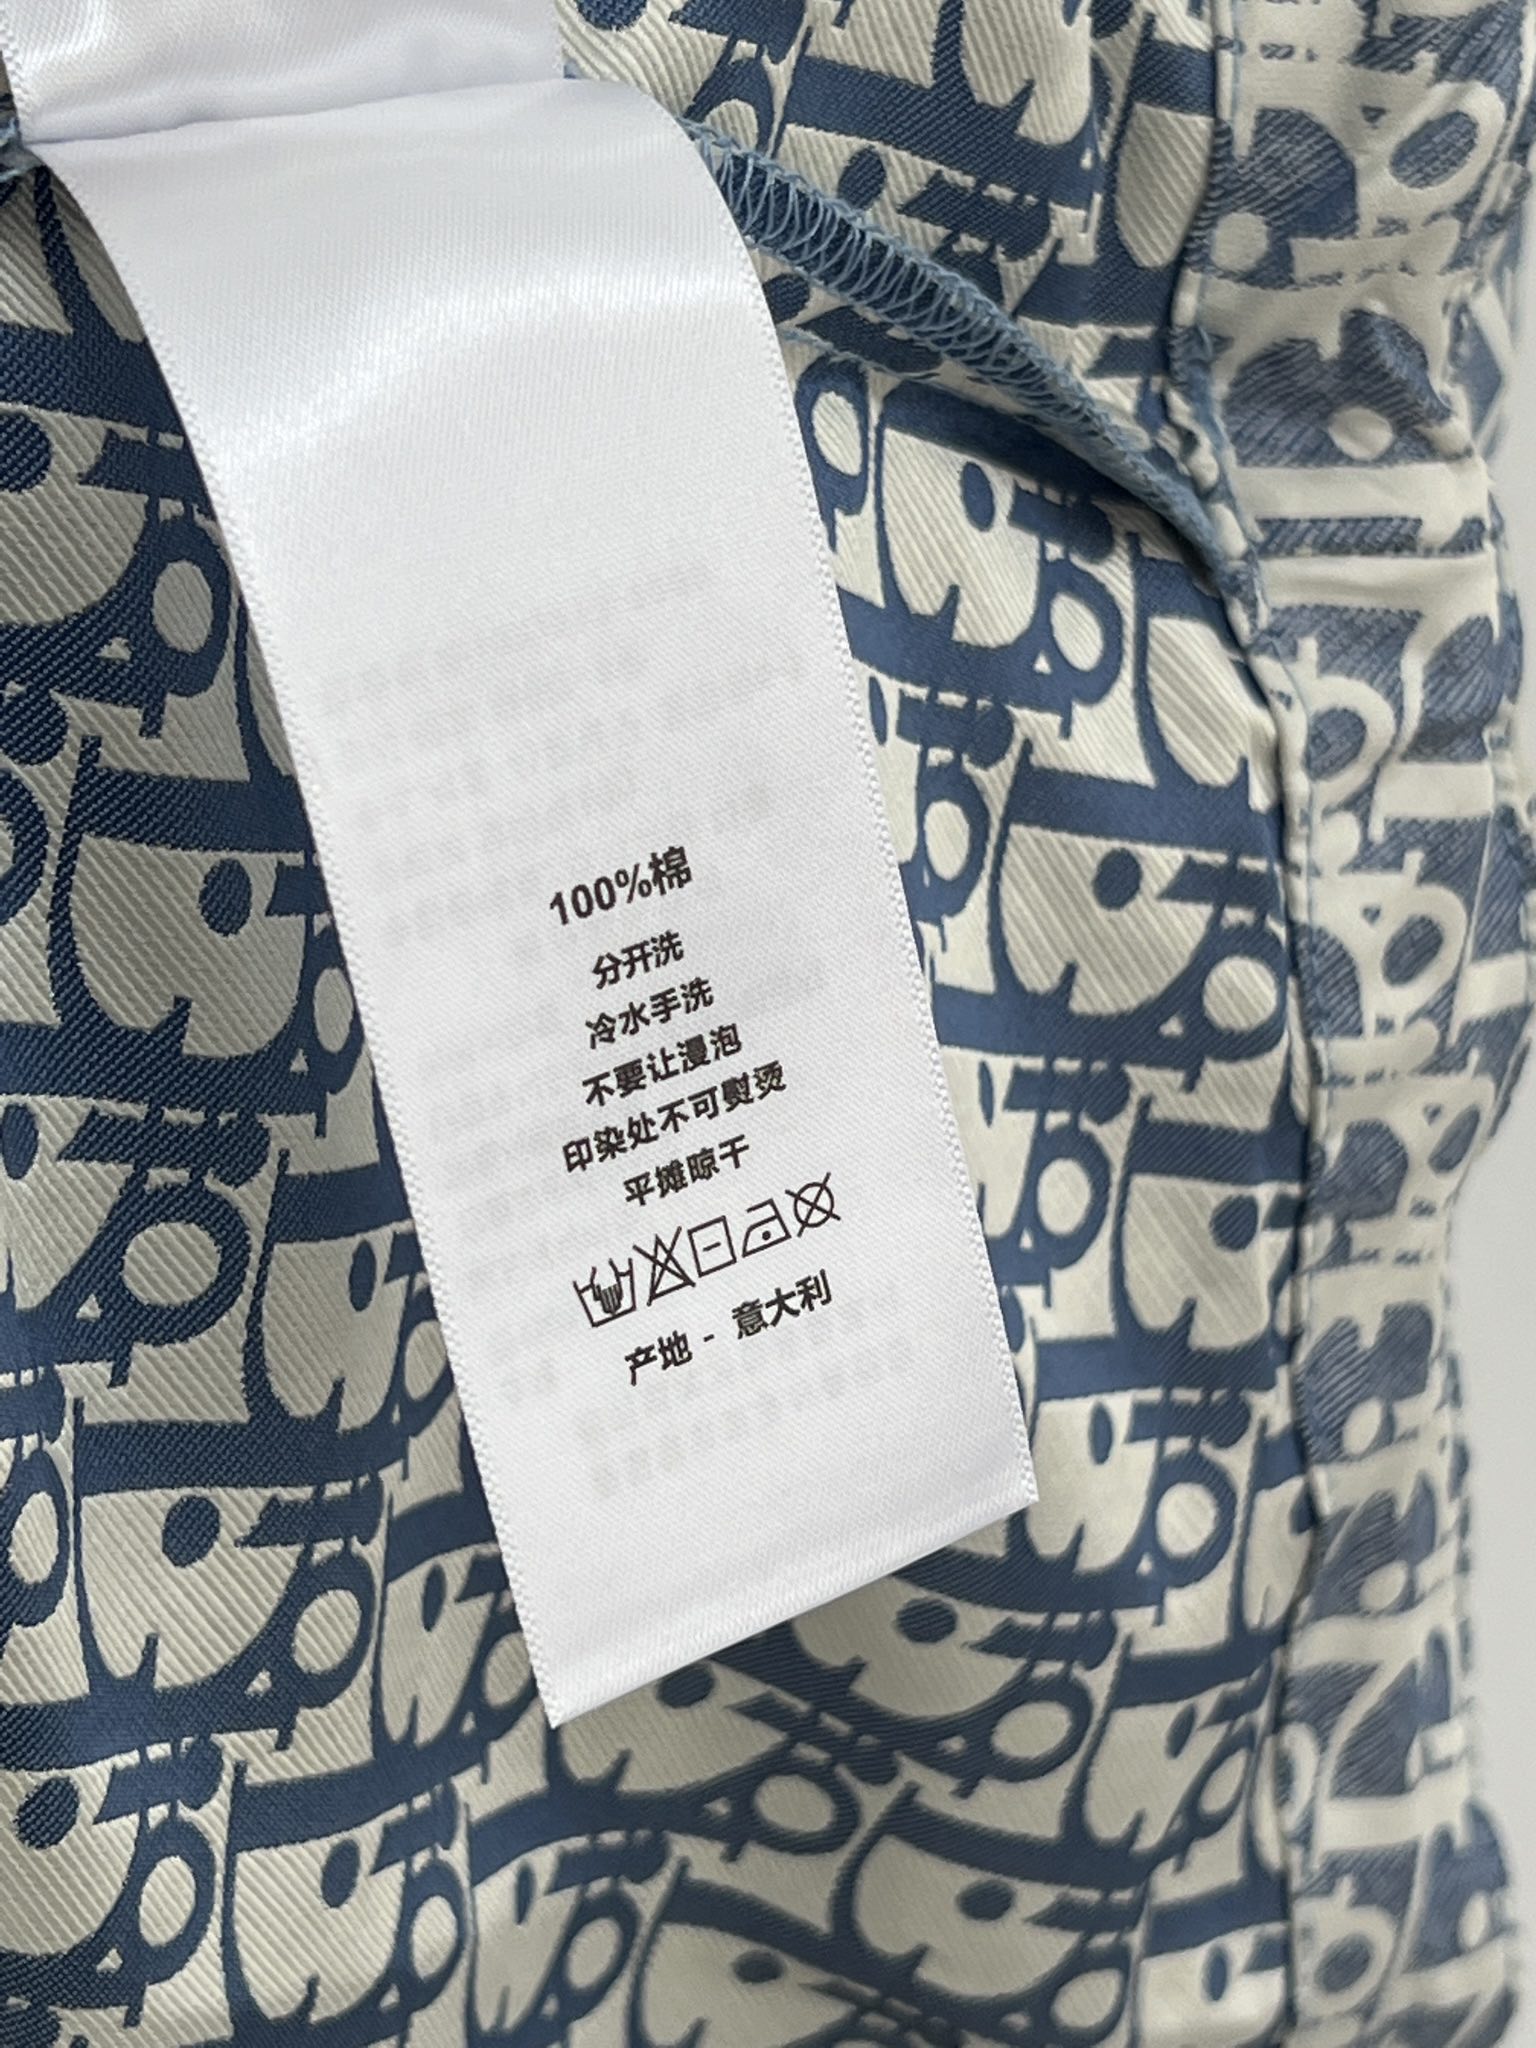 100%棉
分开洗
冷水手洗
不要让漫泡
印染处不可熨烫
平摊晾干
产地 - 意大利